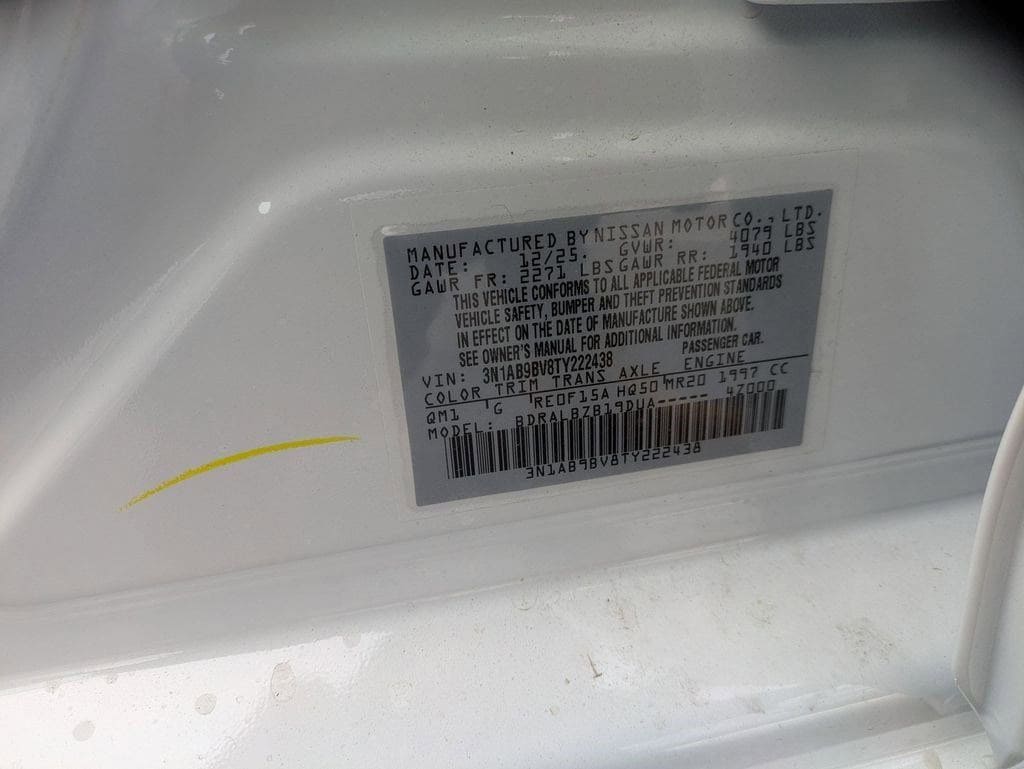 MANUFACTURED BY NISSAN MOTOR CO., LTD.
DATE: 12/25. GVWR: 4079 LBS
GAWR FR: 2271 LBS GAWR RR: 1940 LBS
THIS VEHICLE CONFORMS TO ALL APPLICABLE FEDERAL MOTOR
VEHICLE SAFETY, BUMPER AND THEFT PREVENTION STANDARDS
IN EFFECT ON THE DATE OF MANUFACTURE SHOWN ABOVE.
SEE OWNER'S MANUAL FOR ADDITIONAL INFORMATION.
PASSENGER CAR.
VIN: 3N1AB9BV8TY222438
COLOR TRIM TRANS AXLE ENGINE
QM1 G RE0F15A HQ50 MR20 1997 CC
MODEL: BDRALBZB19DUA----- 47000
3N1AB9BV8TY222438